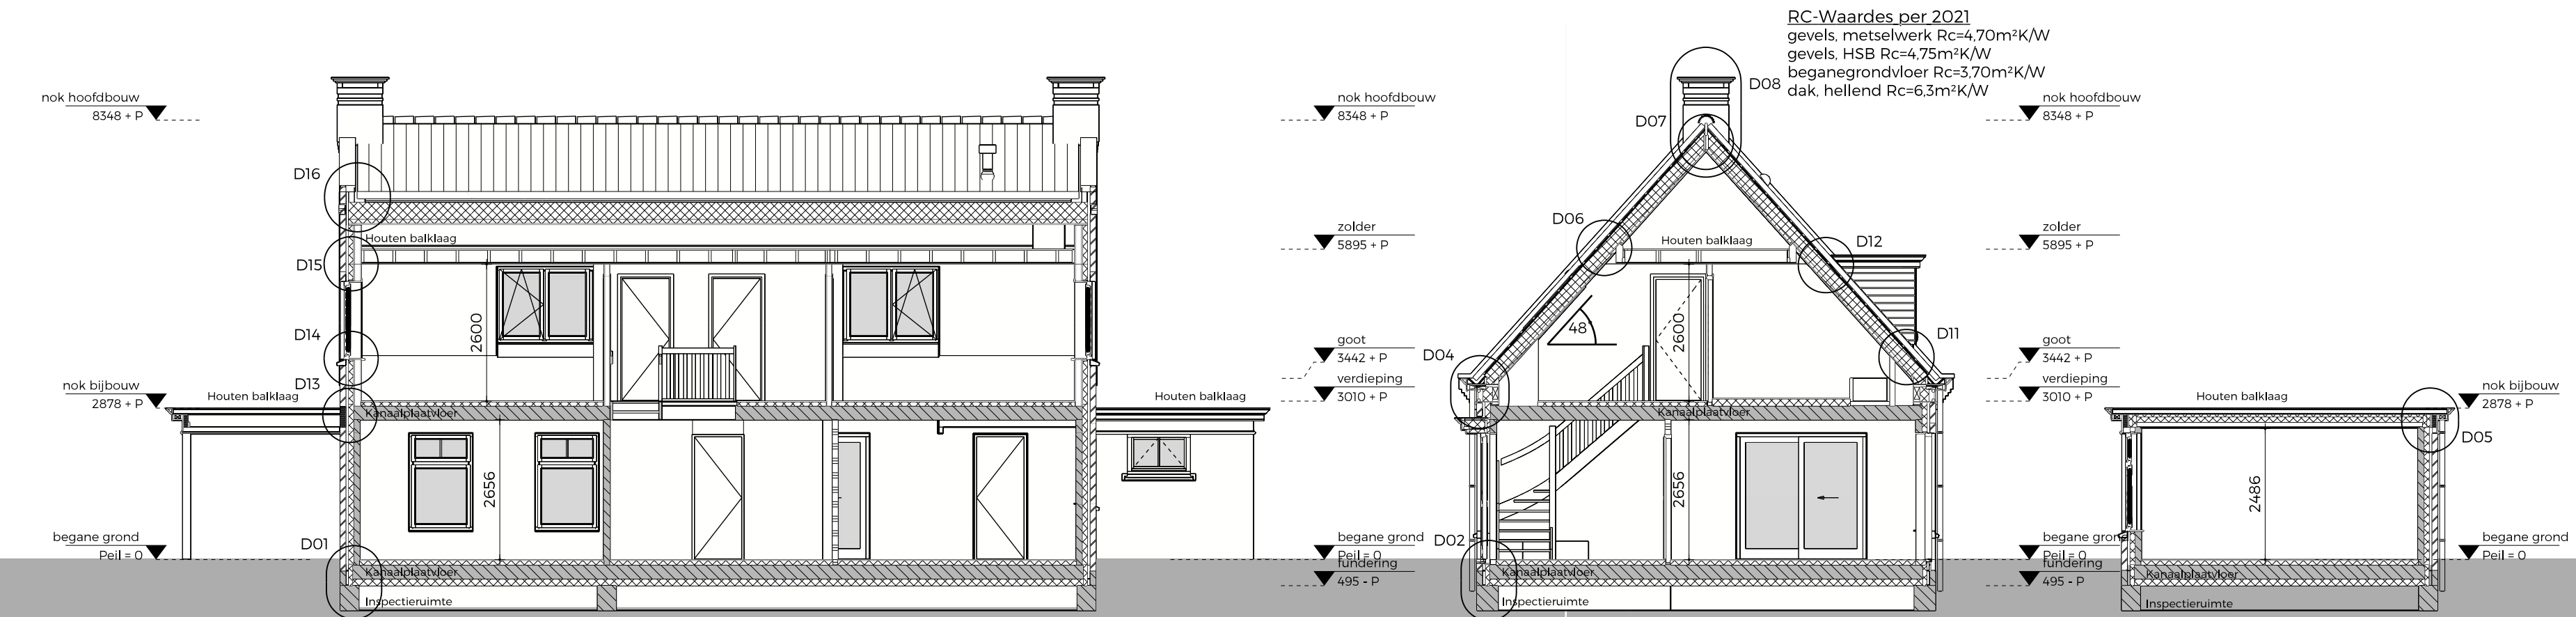 RC-Waardes per 2021
gevels, metselwerk Rc=4,70m²K/W
gevels, HSB Rc=4,75m²K/W
beganegrondvloer Rc=3,70m²K/W
dak, hellend Rc=6,3m²K/W
nok hoofdbouw
8348 + P
nok bijbouw
2878 + P
begane grond
Peil = 0
D16
D15
D14
D13
D01
Houten balklaag
Houten balklaag
2600
Kanaalplaatvloer
2656
Kanaalplaatvloer
Inspectieruimte
Houten balklaag
nok hoofdbouw
8348 + P
zolder
5895 + P
goot
3442 + P
verdieping
3010 + P
begane grond
Peil = 0
fundering
495 - P
D08
D07
D06
D12
D11
D04
D02
Houten balklaag
48°
2600
Kanaalplaatvloer
2656
Kanaalplaatvloer
Inspectieruimte
nok hoofdbouw
8348 + P
zolder
5895 + P
goot
3442 + P
verdieping
3010 + P
begane grond
Peil = 0
fundering
495 - P
Houten balklaag
2486
Kanaalplaatvloer
Inspectieruimte
D05
nok bijbouw
2878 + P
begane grond
Peil = 0